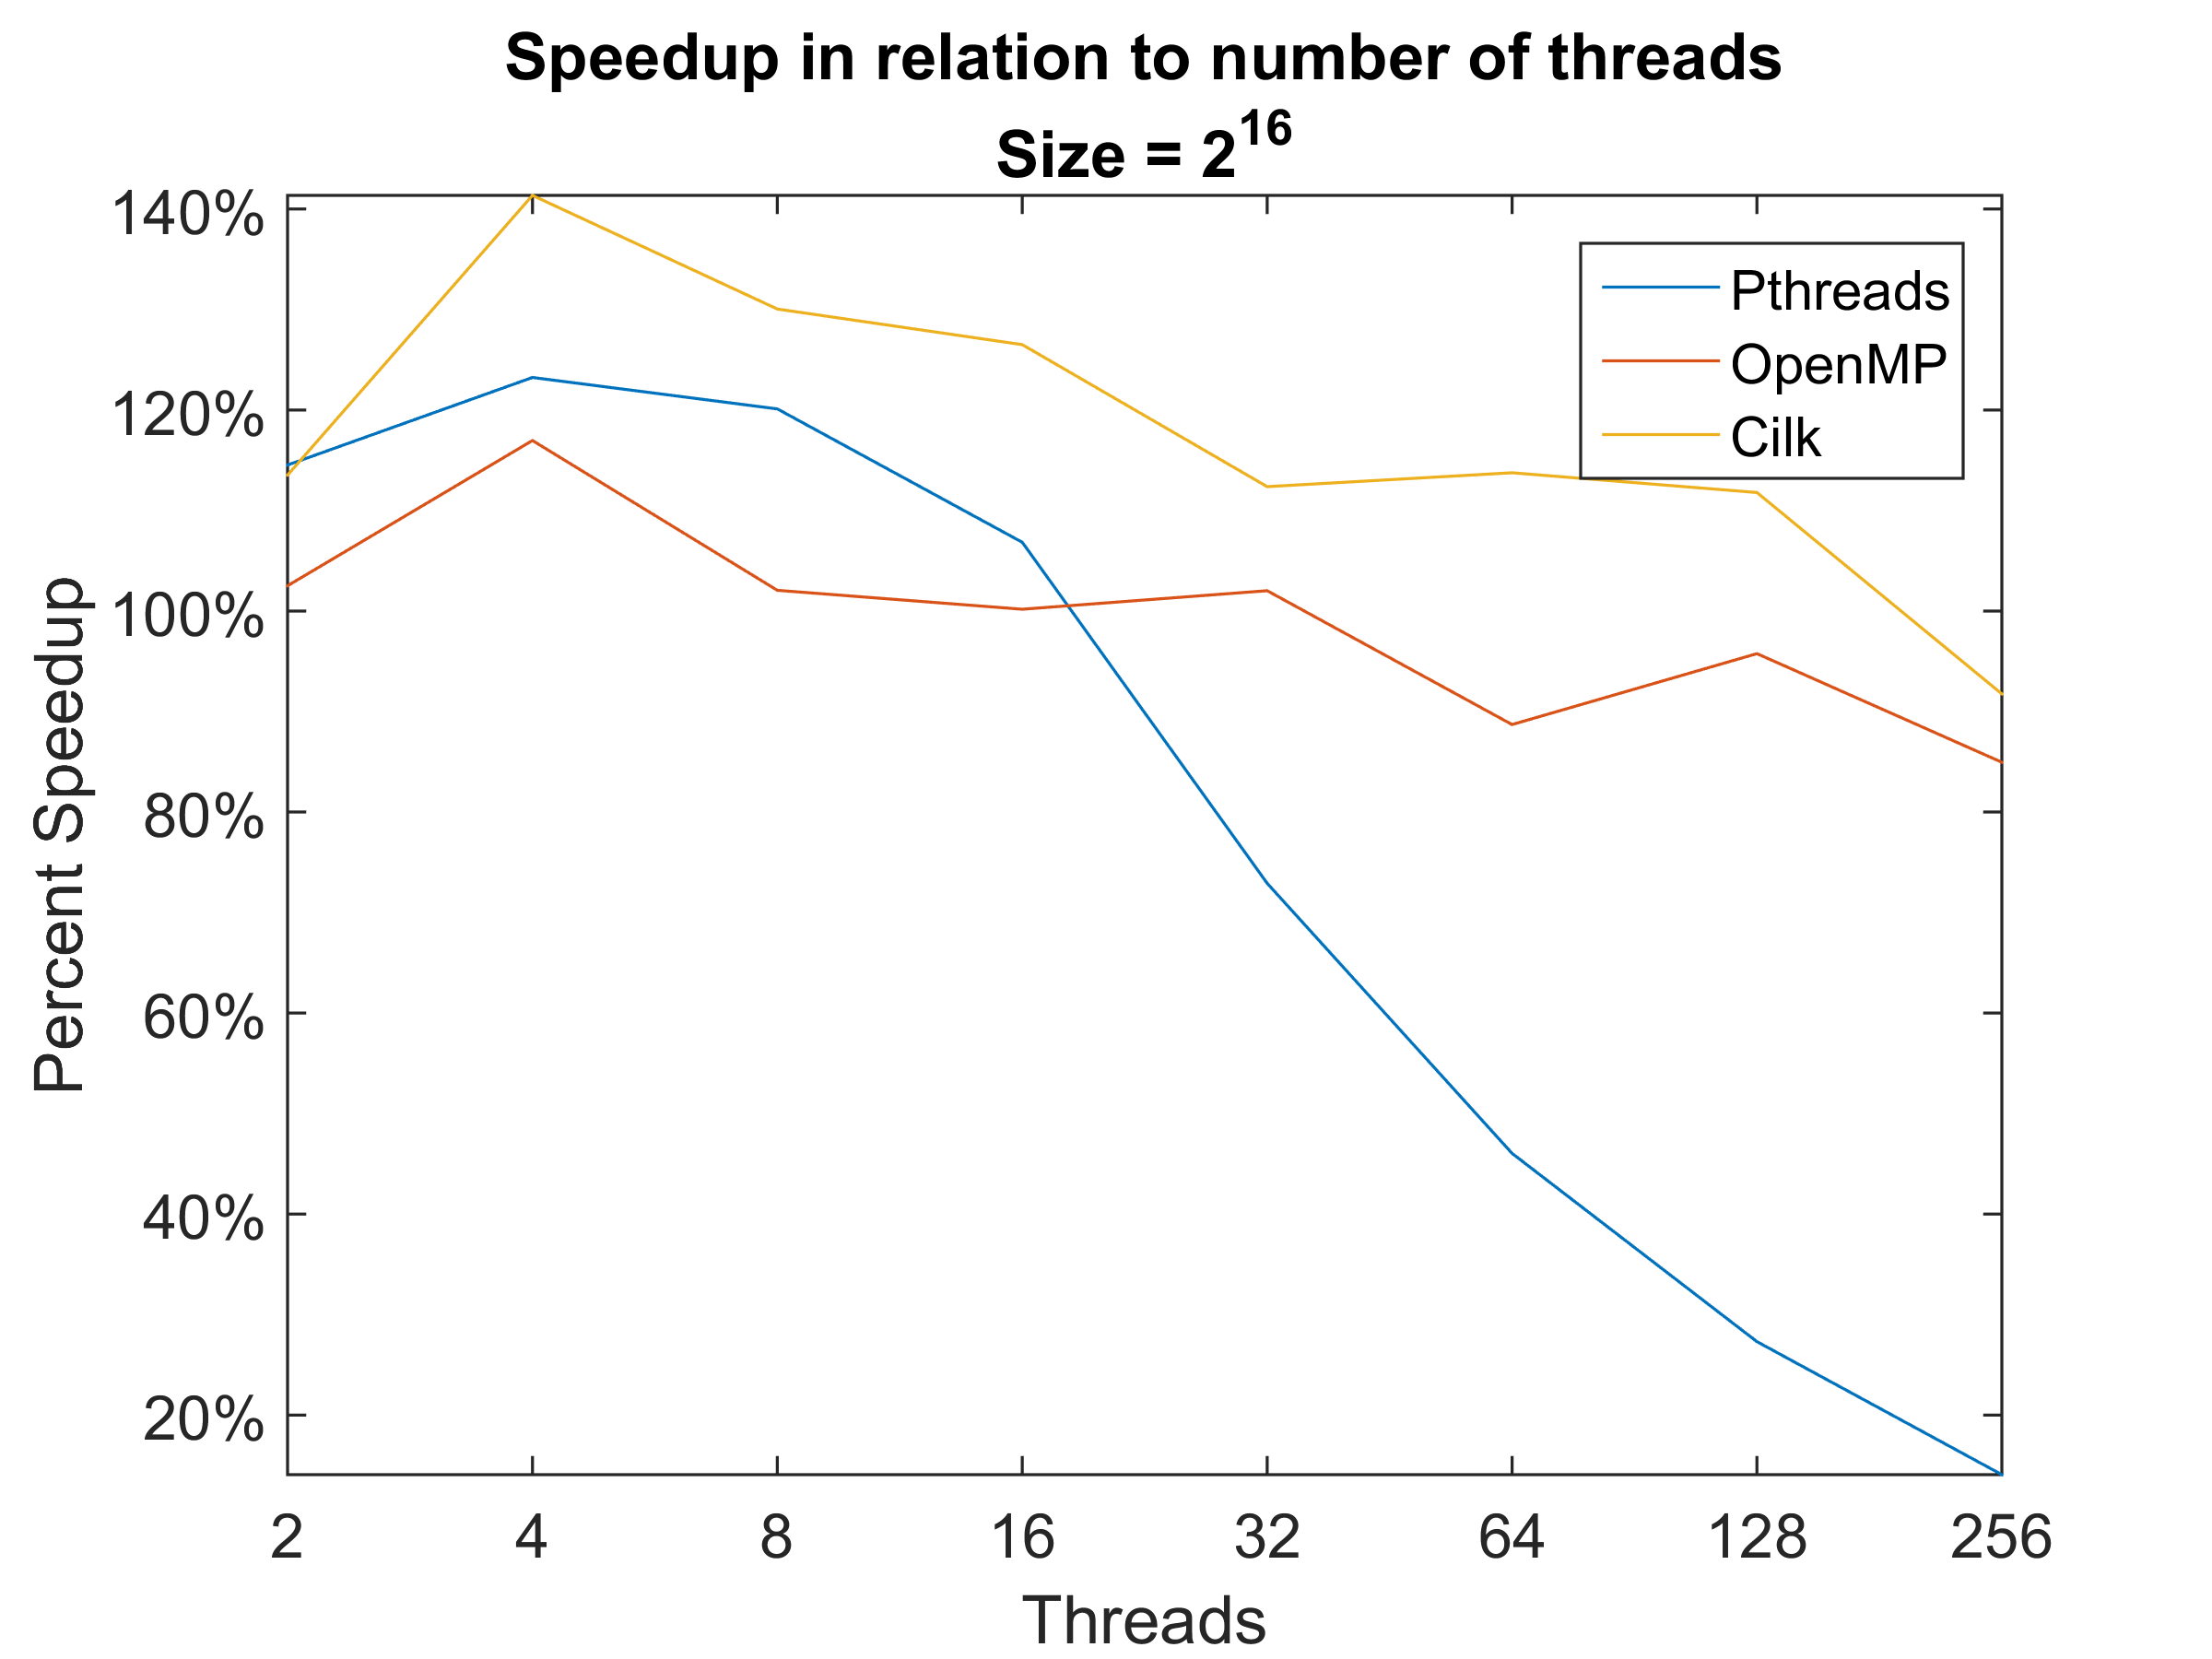 Speedup in relation to number of threads
Size = 2^16
140%
120%
100%
80%
60%
40%
20%
Percent Speedup
Pthreads
OpenMP
Cilk
2 4 8 16 32 64 128 256
Threads